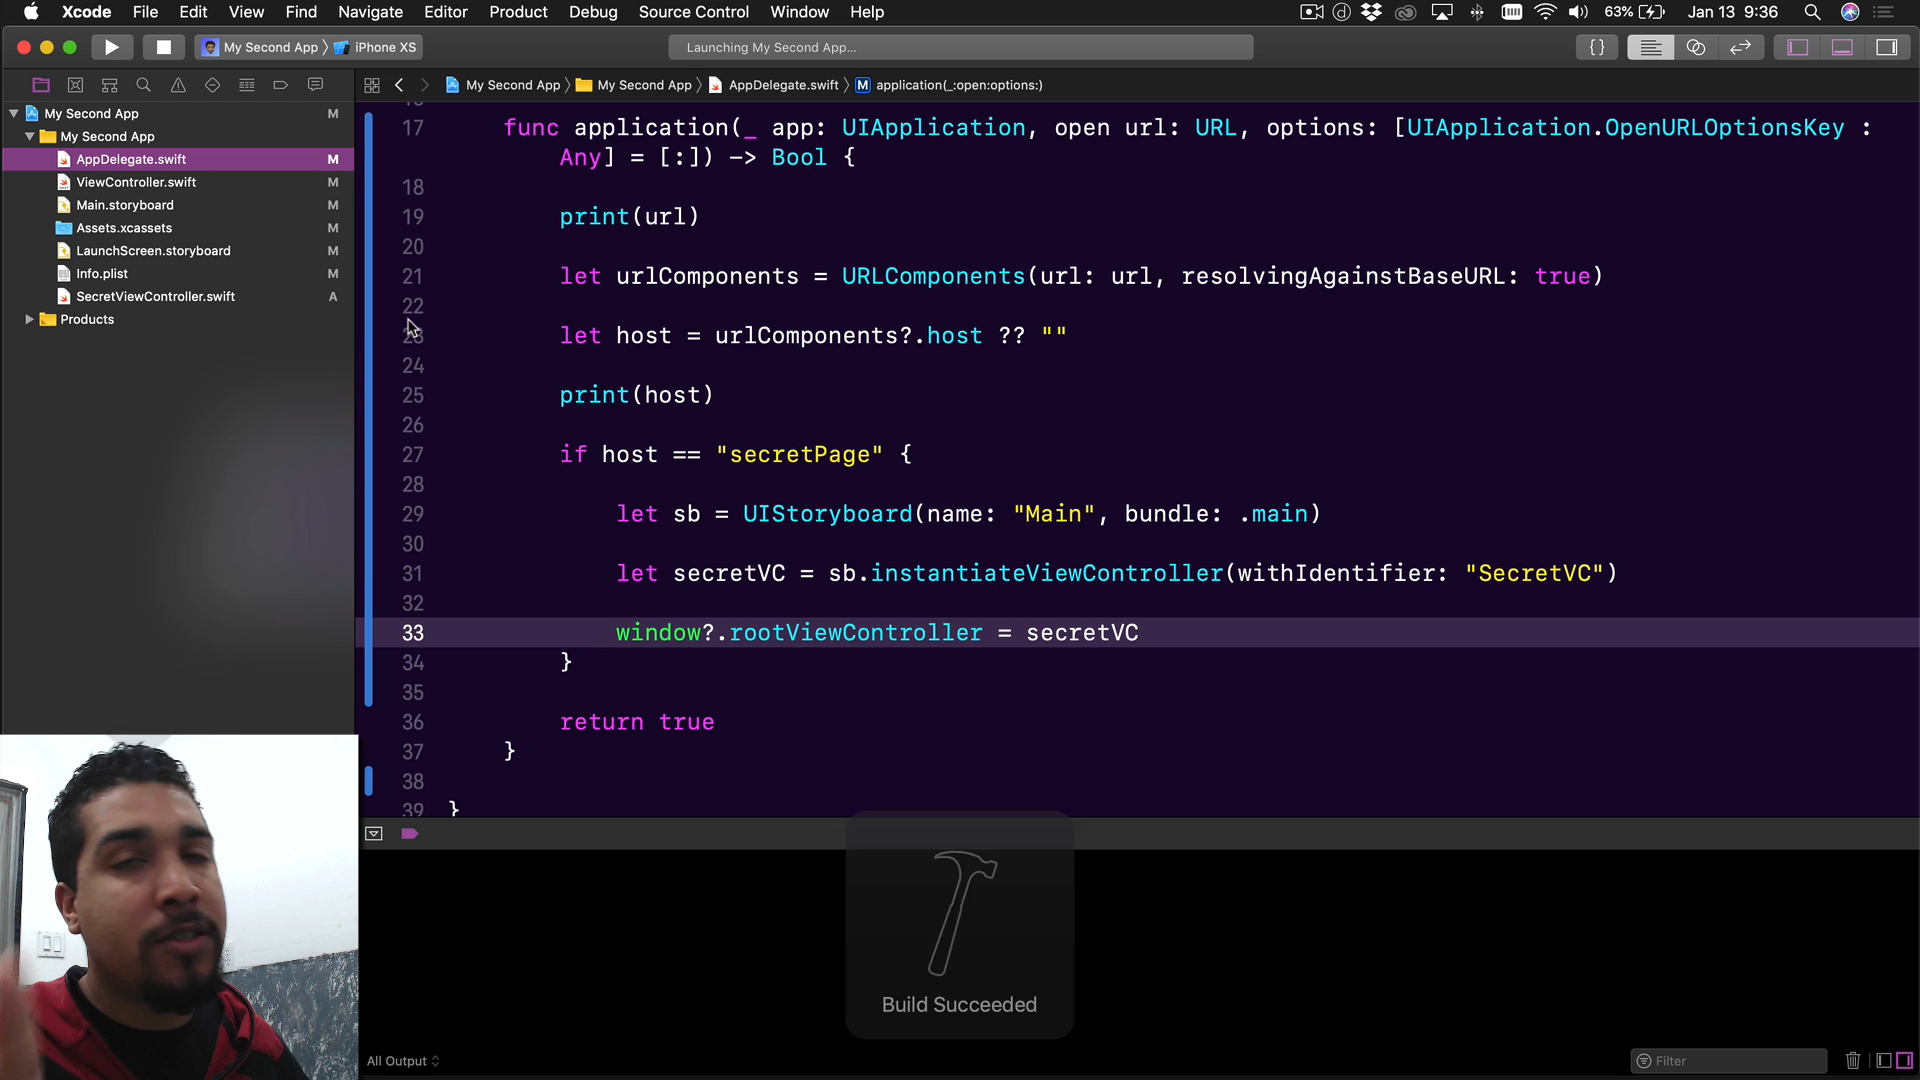 Xcode File Edit View Find Navigate Editor Product Debug Source Control Window Help 63% Jan 13 9:36
My Second App iPhone XS Launching My Second App... {}
My Second App My Second App AppDelegate.swift M application(_:open:options:)
My Second App M
My Second App
AppDelegate.swift M
ViewController.swift M
Main.storyboard M
Assets.xcassets M
LaunchScreen.storyboard M
Info.plist M
SecretViewController.swift A
Products
17 func application(_ app: UIApplication, open url: URL, options: [UIApplication.OpenURLOptionsKey :
Any] = [:]) -> Bool {
18
19 print(url)
20
21 let urlComponents = URLComponents(url: url, resolvingAgainstBaseURL: true)
22
23 let host = urlComponents?.host ?? ""
24
25 print(host)
26
27 if host == "secretPage" {
28
29 let sb = UIStoryboard(name: "Main", bundle: .main)
30
31 let secretVC = sb.instantiateViewController(withIdentifier: "SecretVC")
32
33 window?.rootViewController = secretVC
34 }
35
36 return true
37 }
38
39 }
Build Succeeded
All Output Filter